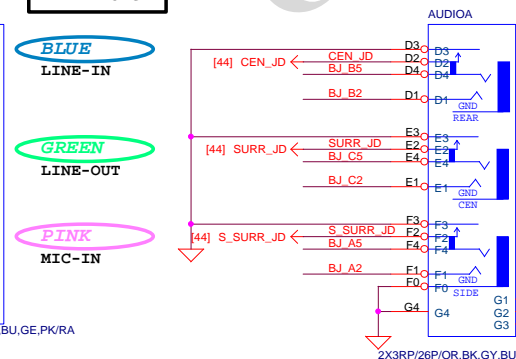 AUDIOA
BLUE
LINE-IN
D3 D3
[44] CEN_JD CEN_JD D2 D2
BJ_B5 D4 D4
BJ_B2 D1 D1
GND
REAR
GREEN
LINE-OUT
E3 E3
[44] SURR_JD SURR_JD E2 E2
BJ_C5 E4 E4
BJ_C2 E1 E1
GND
CEN
PINK
MIC-IN
F3 F3
[44] S_SURR_JD S_SURR_JD F2 F2
BJ_A5 F4 F4
BJ_A2 F1 F1
GND
F0 F0
SIDE
G4 G4
G1
G2
G3
BU,GE,PK/RA
2X3RP/26P/OR,BK,GY,BU